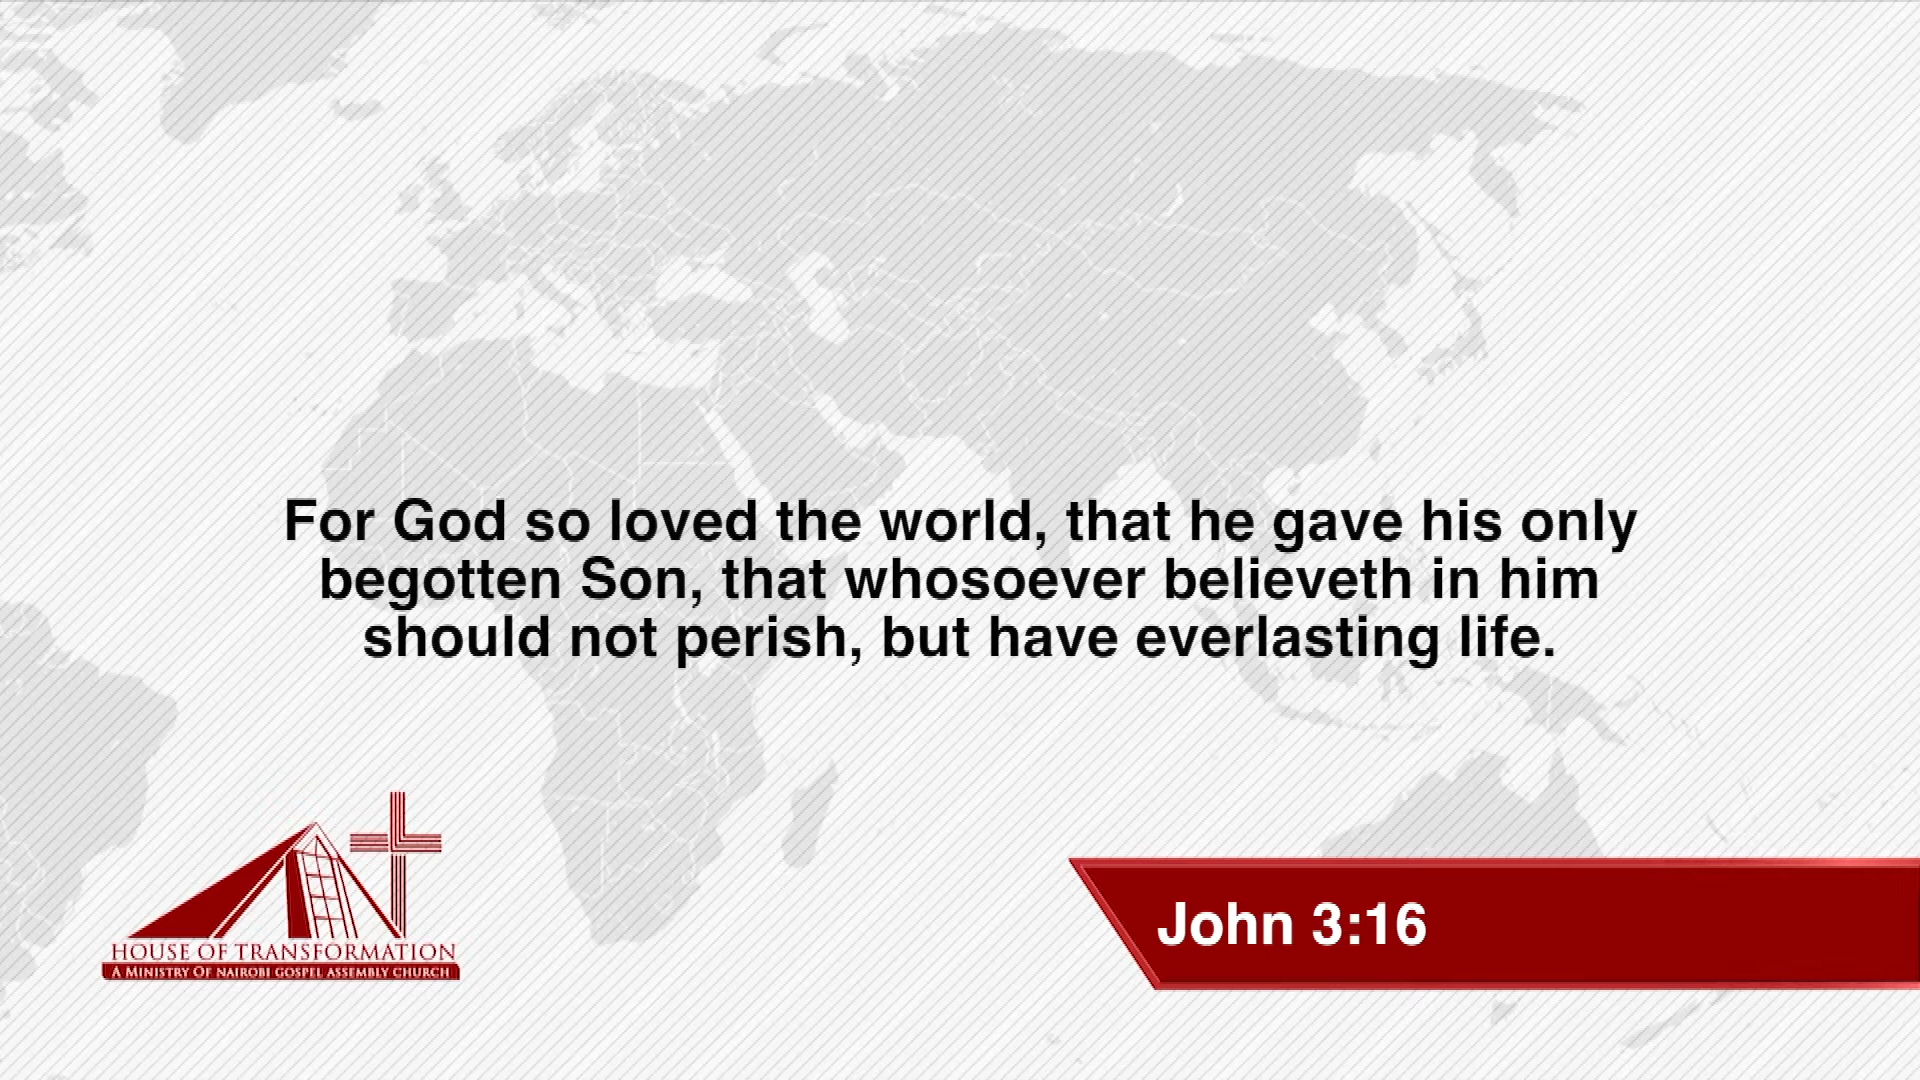 For God so loved the world, that he gave his only
begotten Son, that whosoever believeth in him
should not perish, but have everlasting life.
HOUSE OF TRANSFORMATION
A MINISTRY OF NAIROBI GOSPEL ASSEMBLY CHURCH
John 3:16